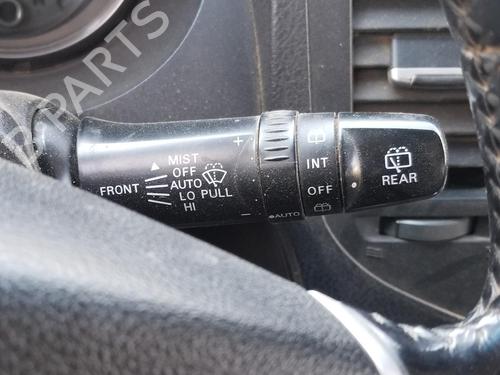 PARTS
MIST
OFF
FRONT AUTO
LO PULL
HI
+
-
AUTO
INT
OFF
REAR